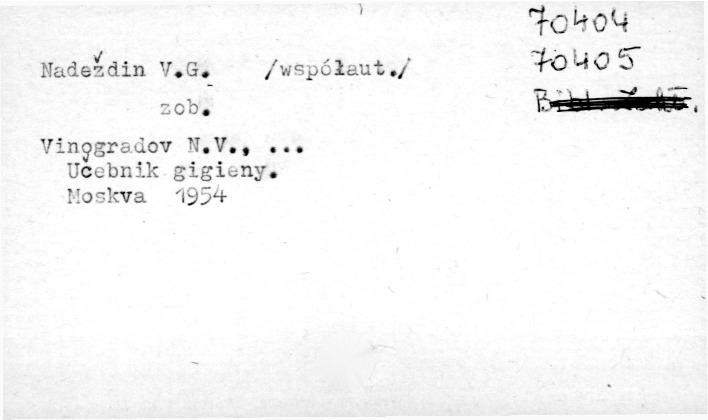 70404
70405
Nadeždin V.G. /współaut./
zob.
Vinogradov N.V., ...
Učebnik gigieny.
Moskva 1954